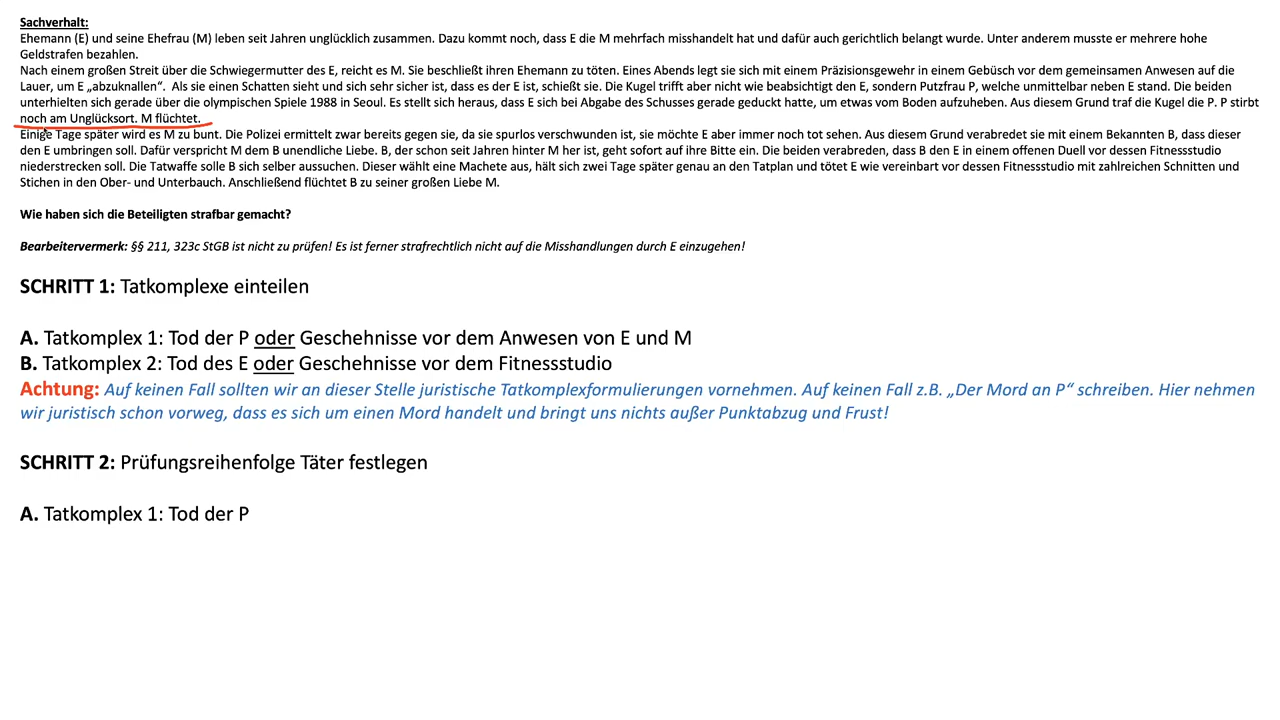 Sachverhalt:
Ehemann (E) und seine Ehefrau (M) leben seit Jahren unglücklich zusammen. Dazu kommt noch, dass E die M mehrfach misshandelt hat und dafür auch gerichtlich belangt wurde. Unter anderem musste er mehrere hohe
Geldstrafen bezahlen.
Nach einem großen Streit über die Schwiegermutter des E, reicht es M. Sie beschließt ihren Ehemann zu töten. Eines Abends legt sie sich mit einem Präzisionsgewehr in einem Gebüsch vor dem gemeinsamen Anwesen auf die
Lauer, um E „abzuknallen“. Als sie einen Schatten sieht und sich sehr sicher ist, dass es der E ist, schießt sie. Die Kugel trifft aber nicht wie beabsichtigt den E, sondern Putzfrau P, welche unmittelbar neben E stand. Die beiden
unterhielten sich gerade über die olympischen Spiele 1988 in Seoul. Es stellt sich heraus, dass E sich bei Abgabe des Schusses gerade geduckt hatte, um etwas vom Boden aufzuheben. Aus diesem Grund traf die Kugel die P. P stirbt
noch am Unglücksort. M flüchtet.
Einige Tage später wird es M zu bunt. Die Polizei ermittelt zwar bereits gegen sie, da sie spurlos verschwunden ist, sie möchte E aber immer noch tot sehen. Aus diesem Grund verabredet sie mit einem Bekannten B, dass dieser
den E umbringen soll. Dafür verspricht M dem B unendliche Liebe. B, der schon seit Jahren hinter M her ist, geht sofort auf ihre Bitte ein. Die beiden verabreden, dass B den E in einem offenen Duell vor dessen Fitnessstudio
niederstrecken soll. Die Tatwaffe solle B sich selber aussuchen. Dieser wählt eine Machete aus, hält sich zwei Tage später genau an den Tatplan und tötet E wie vereinbart vor dessen Fitnessstudio mit zahlreichen Schnitten und
Stichen in den Ober- und Unterbauch. Anschließend flüchtet B zu seiner großen Liebe M.
Wie haben sich die Beteiligten strafbar gemacht?
Bearbeitervermerk: §§ 211, 323c StGB ist nicht zu prüfen! Es ist ferner strafrechtlich nicht auf die Misshandlungen durch E einzugehen!
SCHRITT 1: Tatkomplexe einteilen
A. Tatkomplex 1: Tod der P oder Geschehnisse vor dem Anwesen von E und M
B. Tatkomplex 2: Tod des E oder Geschehnisse vor dem Fitnessstudio
Achtung: Auf keinen Fall sollten wir an dieser Stelle juristische Tatkomplexformulierungen vornehmen. Auf keinen Fall z.B. „Der Mord an P“ schreiben. Hier nehmen
wir juristisch schon vorweg, dass es sich um einen Mord handelt und bringt uns nichts außer Punktabzug und Frust!
SCHRITT 2: Prüfungsreihenfolge Täter festlegen
A. Tatkomplex 1: Tod der P